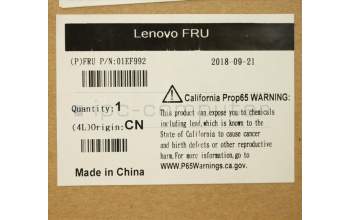 Lenovo FRU
(P)FRU P/N:01EF992
2018-09-21
Quantity:1
(4L)Origin:CN
Made in China
California Prop65 WARNING:
This product can expose you to chemicals
including lead,which is known to the
State of California to cause cancer
and birth defects or other reproductive
harm.For more information,go to
www.P65Warnings.ca.gov.
ipc-computer